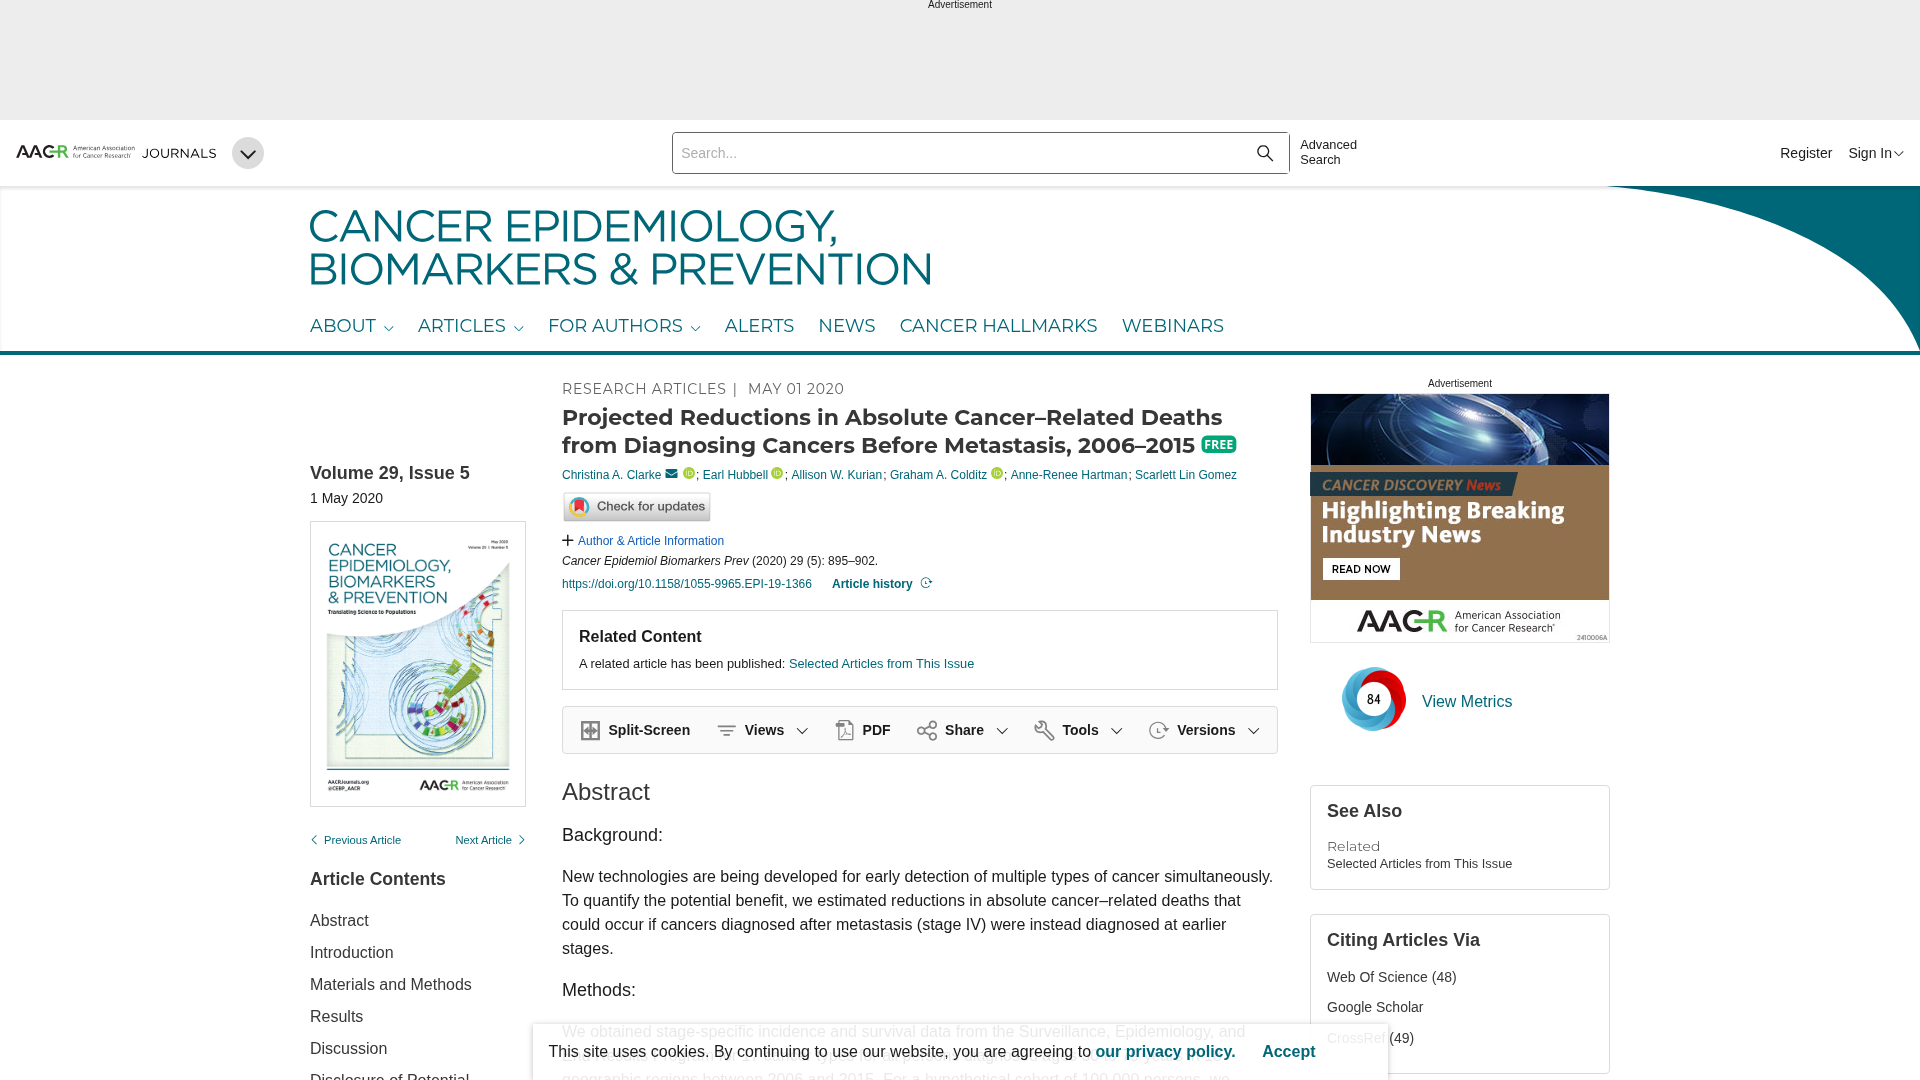 Advertisement
AACR American Association for Cancer Research JOURNALS
Search...
Advanced
Search
Register
Sign In
CANCER EPIDEMIOLOGY,
BIOMARKERS & PREVENTION
ABOUT ARTICLES FOR AUTHORS ALERTS NEWS CANCER HALLMARKS WEBINARS
Volume 29, Issue 5
1 May 2020
May 2020
Volume 29 | Number 5
CANCER
EPIDEMIOLOGY,
BIOMARKERS
& PREVENTION
Translating Science to Populations
AACRJournals.org
@CEBP_AACR
AACR American Association
for Cancer Research
Previous Article
Next Article
Article Contents
Abstract
Introduction
Materials and Methods
Results
Discussion
Disclosure of Potential
RESEARCH ARTICLES | MAY 01 2020
Projected Reductions in Absolute Cancer–Related Deaths
from Diagnosing Cancers Before Metastasis, 2006–2015 FREE
Christina A. Clarke iD; Earl Hubbell iD; Allison W. Kurian; Graham A. Colditz iD; Anne-Renee Hartman; Scarlett Lin Gomez
Check for updates
Author & Article Information
Cancer Epidemiol Biomarkers Prev (2020) 29 (5): 895–902.
https://doi.org/10.1158/1055-9965.EPI-19-1366 Article history
Related Content
A related article has been published: Selected Articles from This Issue
Split-Screen Views PDF Share Tools Versions
Abstract
Background:
New technologies are being developed for early detection of multiple types of cancer simultaneously.
To quantify the potential benefit, we estimated reductions in absolute cancer–related deaths that
could occur if cancers diagnosed after metastasis (stage IV) were instead diagnosed at earlier
stages.
Methods:
We obtained stage-specific incidence and survival data from the Surveillance, Epidemiology, and
This site uses cookies. By continuing to use our website, you are agreeing to our privacy policy. Accept
geographic regions between 2006 and 2015. For a hypothetical cohort of 100,000 persons, we
Advertisement
CANCER DISCOVERY News
Highlighting Breaking
Industry News
READ NOW
AACR American Association
for Cancer Research
2410006A
84
View Metrics
See Also
Related
Selected Articles from This Issue
Citing Articles Via
Web Of Science (48)
Google Scholar
CrossRef (49)